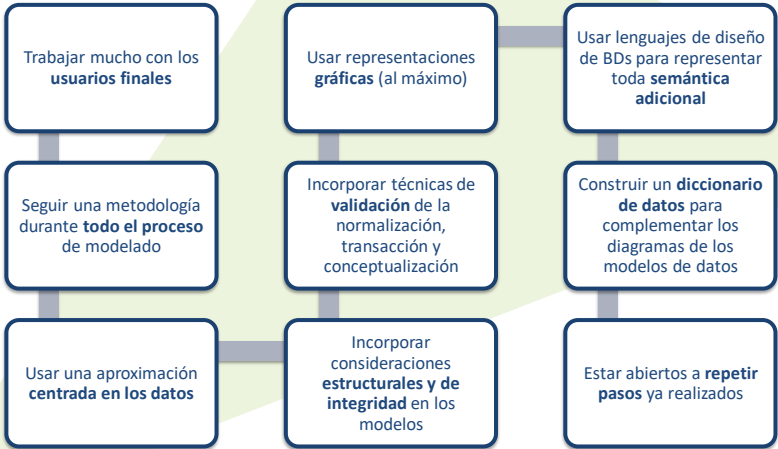 Trabajar mucho con los
usuarios finales
Seguir una metodología
durante todo el proceso
de modelado
Usar una aproximación
centrada en los datos
Incorporar
consideraciones
estructurales y de
integridad en los
modelos
Incorporar técnicas de
validación de la
normalización,
transacción y
conceptualización
Usar representaciones
gráficas (al máximo)
Usar lenguajes de diseño
de BDs para representar
toda semántica
adicional
Construir un diccionario
de datos para
complementar los
diagramas de los
modelos de datos
Estar abiertos a repetir
pasos ya realizados